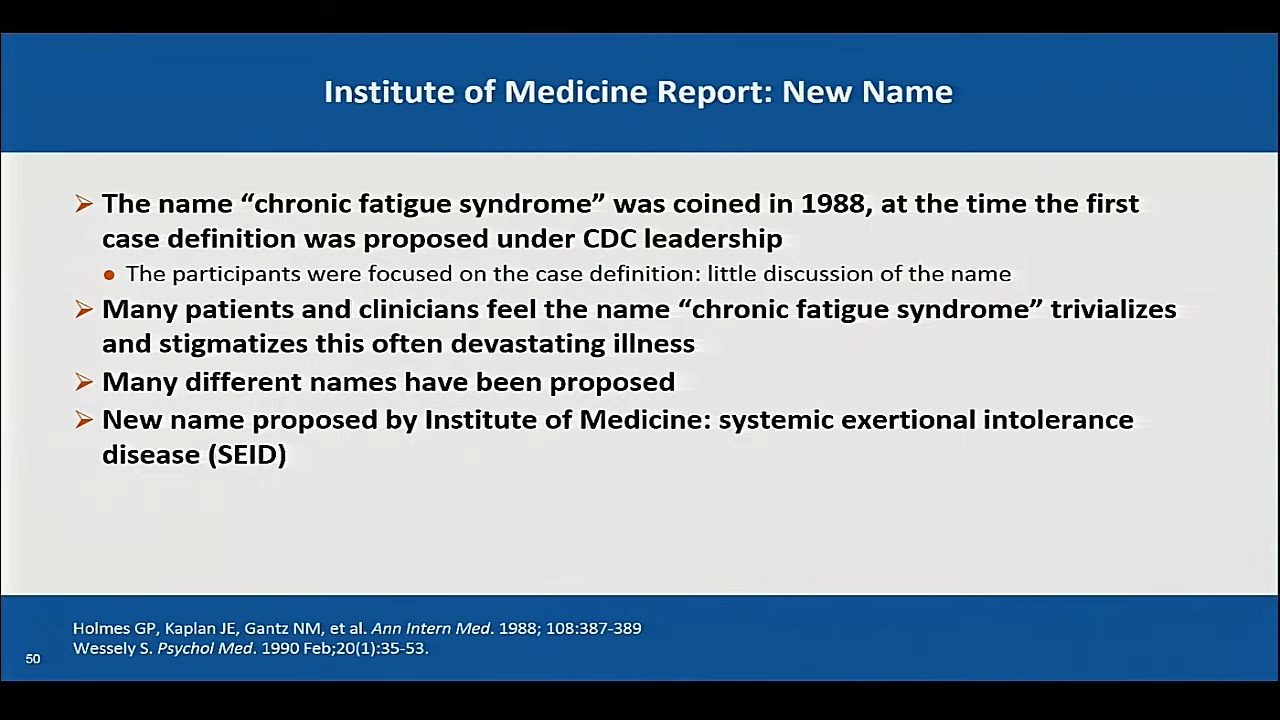 Institute of Medicine Report: New Name
➢ The name “chronic fatigue syndrome” was coined in 1988, at the time the first
case definition was proposed under CDC leadership
• The participants were focused on the case definition: little discussion of the name
➢ Many patients and clinicians feel the name “chronic fatigue syndrome” trivializes
and stigmatizes this often devastating illness
➢ Many different names have been proposed
➢ New name proposed by Institute of Medicine: systemic exertional intolerance
disease (SEID)
Holmes GP, Kaplan JE, Gantz NM, et al. Ann Intern Med. 1988; 108:387-389
Wessely S. Psychol Med. 1990 Feb;20(1):35-53.
50